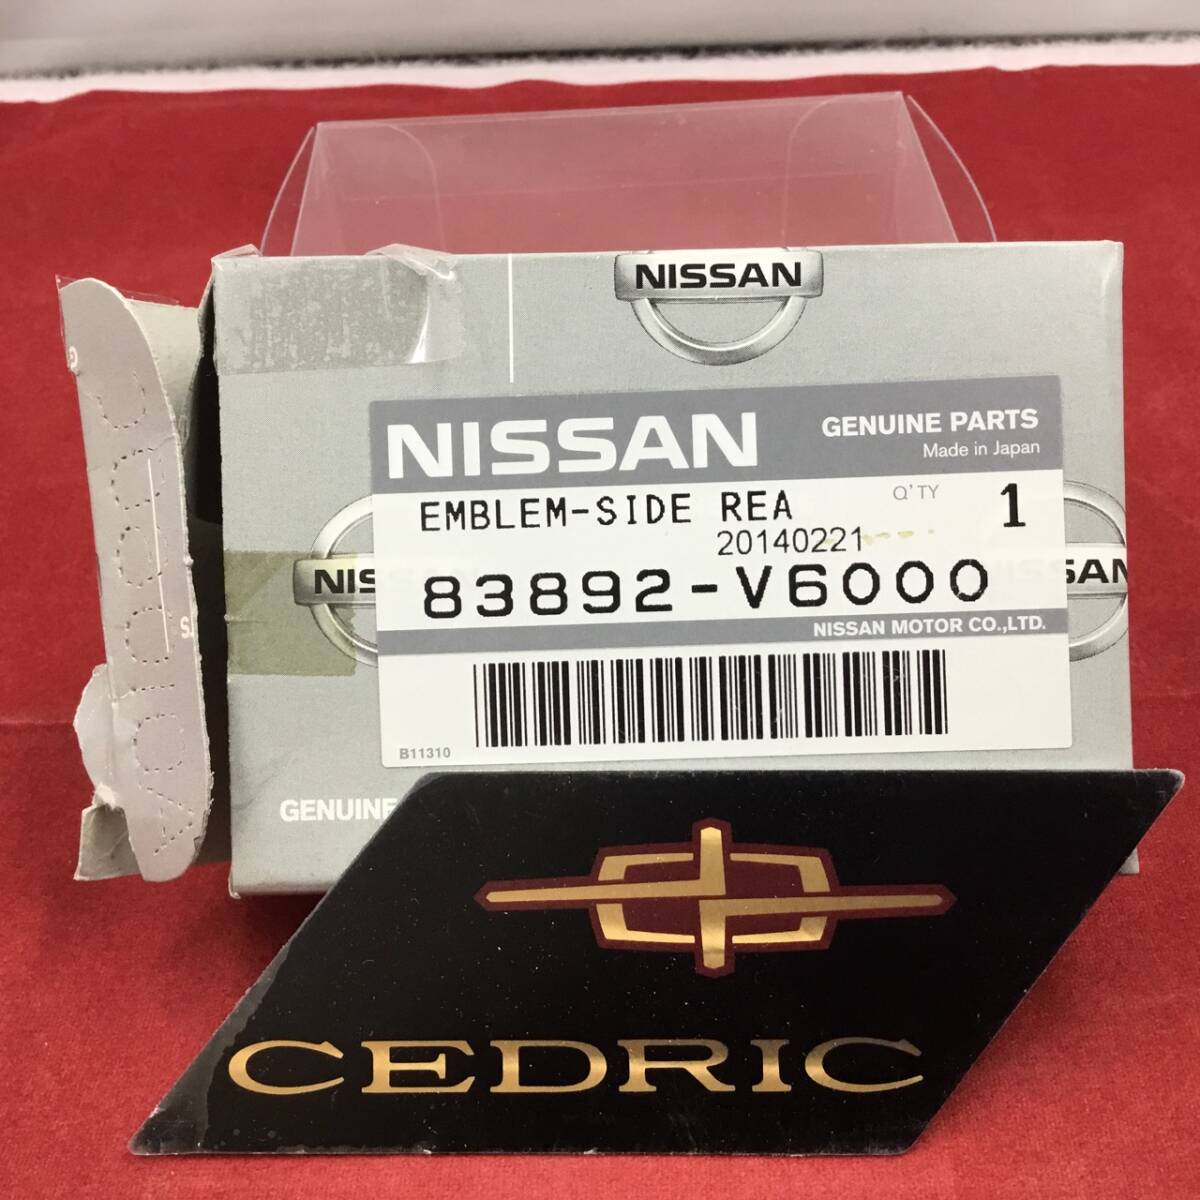 NISSAN
NISSAN
GENUINE PARTS
Made in Japan
EMBLEM-SIDE REA
Q'TY
1
20140221
83892-V6000
NISSAN MOTOR CO.,LTD.
B11310
GENUINE
CEDRIC